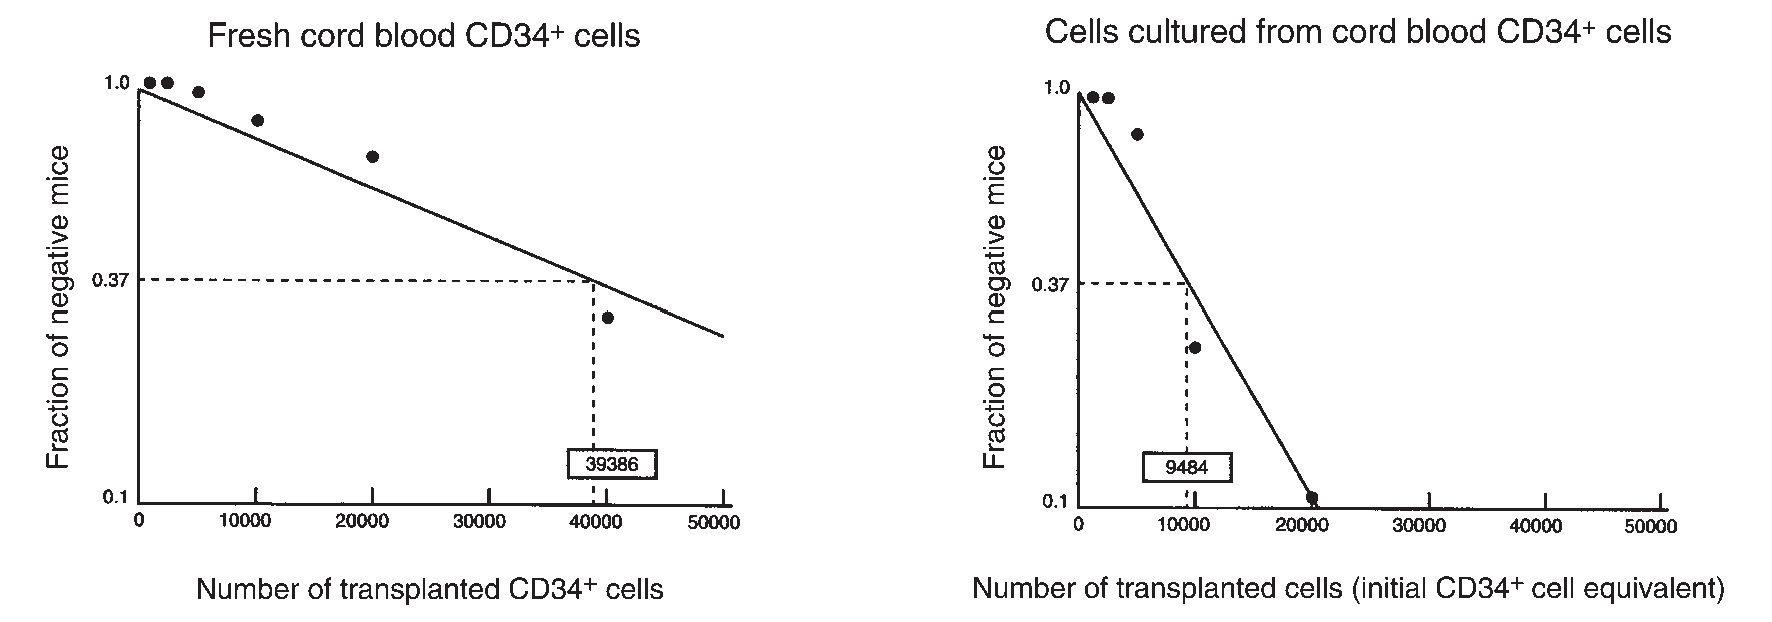 Fresh cord blood CD34+ cells
1.0
0.37
0.1
Fraction of negative mice
39386
0 10000 20000 30000 40000 50000
Number of transplanted CD34+ cells
Cells cultured from cord blood CD34+ cells
1.0
0.37
0.1
Fraction of negative mice
9484
0 10000 20000 30000 40000 50000
Number of transplanted cells (initial CD34+ cell equivalent)